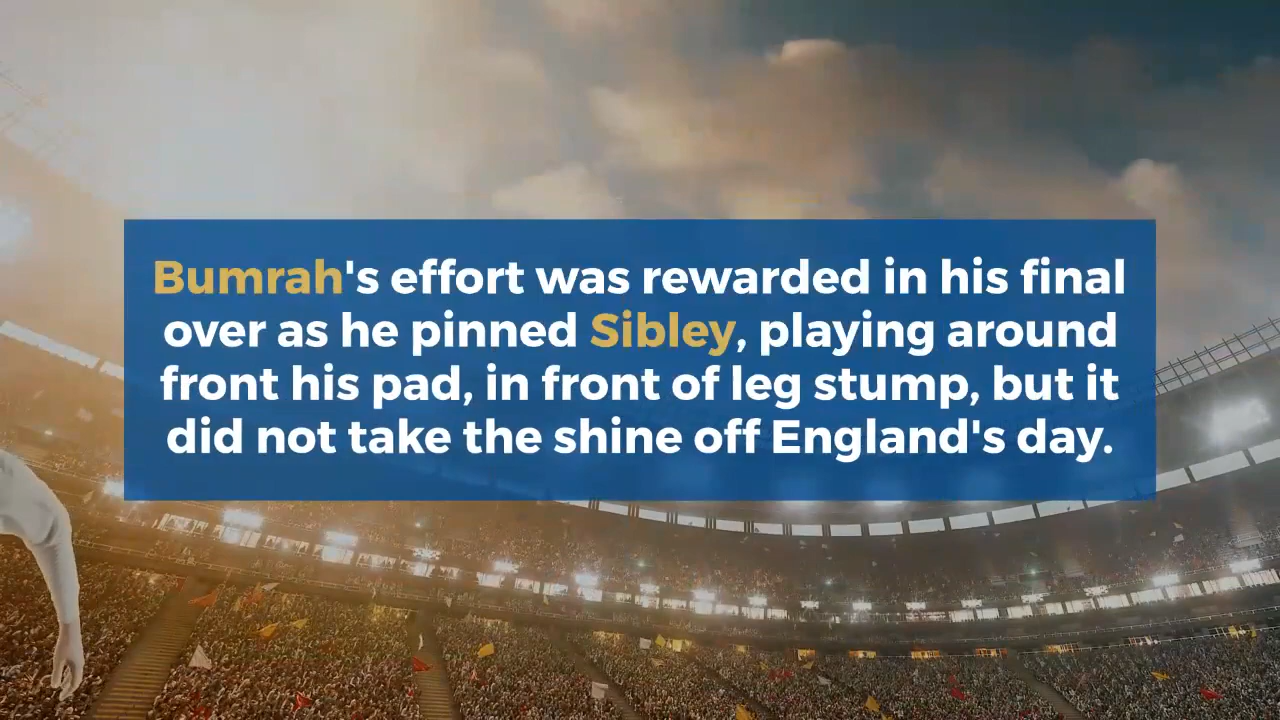 Bumrah's effort was rewarded in his final
over as he pinned Sibley, playing around
front his pad, in front of leg stump, but it
did not take the shine off England's day.